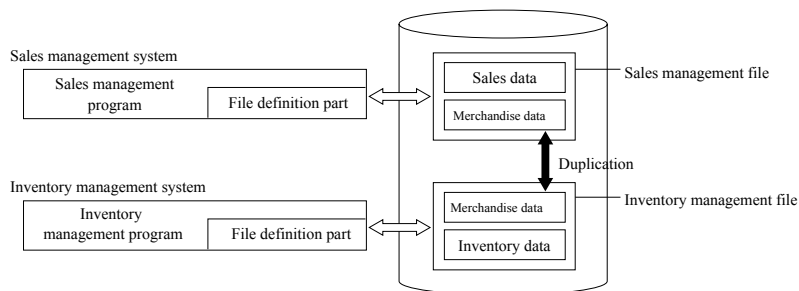 Sales management system
Sales management
program
File definition part
Sales data
Merchandise data
Sales management file
Duplication
Inventory management system
Inventory
management program
File definition part
Merchandise data
Inventory data
Inventory management file